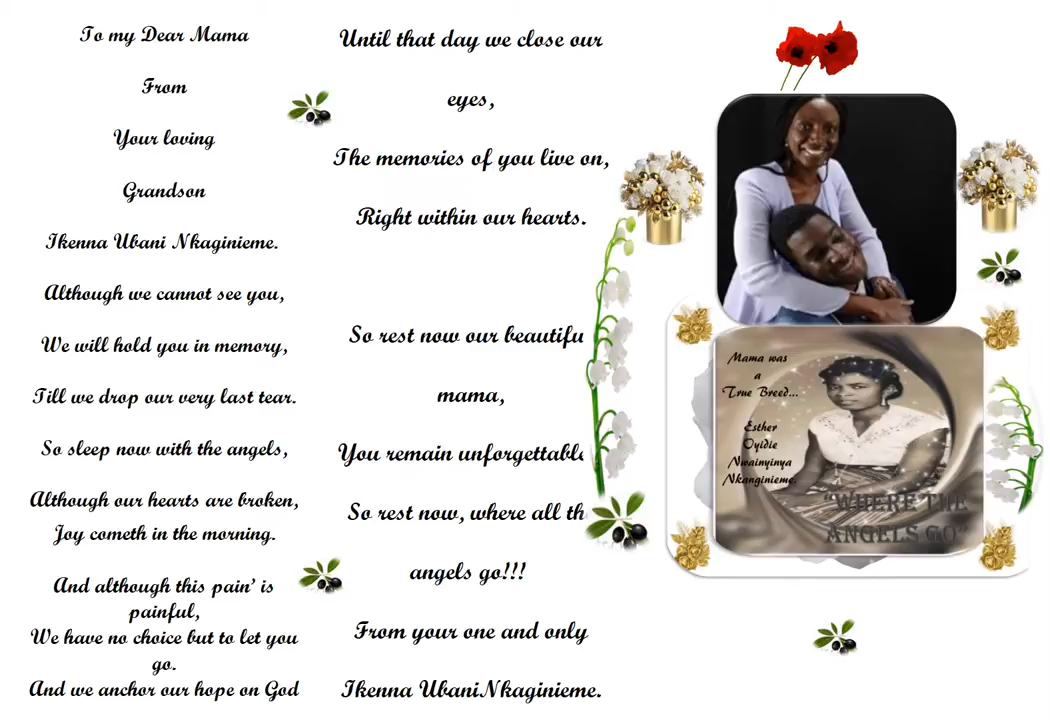 To my Dear Mama
From
Your loving
Grandson
Ikenna Ubani Nkaginieme.
Although we cannot see you,
We will hold you in memory,
Till we drop our very last tear.
So sleep now with the angels,
Although our hearts are broken,
Joy cometh in the morning.
And although this pain’ is
painful,
We have no choice but to let you
go.
And we anchor our hope on God
Until that day we close our
eyes,
The memories of you live on,
Right within our hearts.
So rest now our beautifu
mama,
You remain unforgettabl
So rest now, where all th
angels go!!!
From your one and only
Ikenna UbaniNkaginieme.
Mama was
a
True Breed...
Esther
Oyidie
Nwainyinya
Nkanginieme.
“WHERE THE
ANGELS GO”